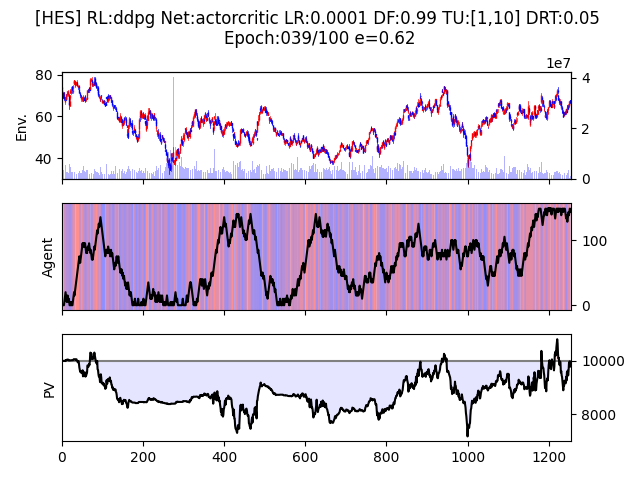 [HES] RL:ddpg Net:actorcritic LR:0.0001 DF:0.99 TU:[1,10] DRT:0.05
Epoch:039/100 e=0.62
1e7
80
60
40
Env.
4
2
0
Agent
100
0
PV
10000
8000
0 200 400 600 800 1000 1200